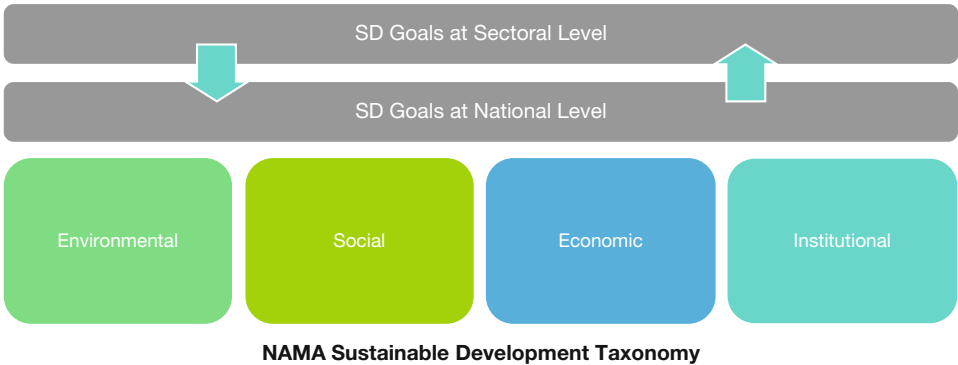 SD Goals at Sectoral Level
SD Goals at National Level
Environmental
Social
Economic
Institutional
NAMA Sustainable Development Taxonomy